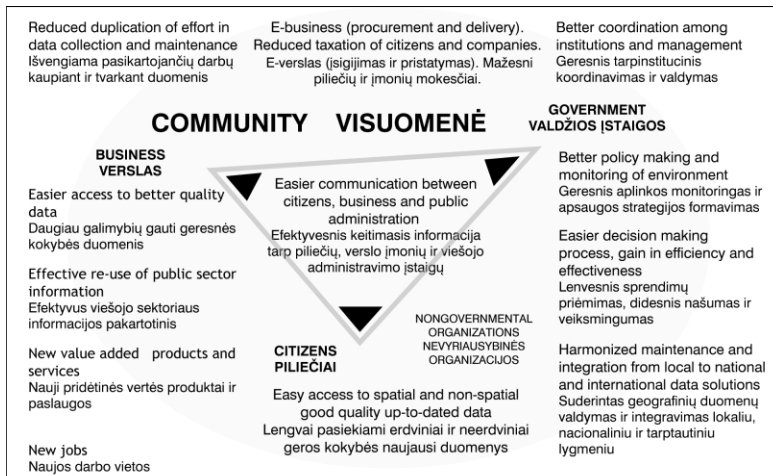 Reduced duplication of effort in
data collection and maintenance
Išvengiama pasikartojančių darbų
kaupiant ir tvarkant duomenis
E-business (procurement and delivery).
Reduced taxation of citizens and companies.
E-verslas (įsigijimas ir pristatymas). Mažesni
piliečių ir įmonių mokesčiai.
Better coordination among
institutions and management
Geresnis tarpinstitucinis
koordinavimas ir valdymas
COMMUNITY VISUOMENĖ
GOVERNMENT
VALDŽIOS ĮSTAIGOS
BUSINESS
VERSLAS
Easier access to better quality
data
Daugiau galimybių gauti geresnės
kokybės duomenis
Effective re-use of public sector
information
Efektyvus viešojo sektoriaus
informacijos pakartotinis
New value added products and
services
Nauji pridėtinės vertės produktai ir
paslaugos
New jobs
Naujos darbo vietos
Easier communication between
citizens, business and public
administration
Efektyvesnis keitimasis informacija
tarp piliečių, verslo įmonių ir viešojo
administravimo įstaigų
NONGOVERNMENTAL
ORGANIZATIONS
NEVYRIAUSYBINĖS
ORGANIZACIJOS
CITIZENS
PILIEČIAI
Easy access to spatial and non-spatial
good quality up-to-dated data
Lengvai pasiekiami erdviniai ir neerdviniai
geros kokybės naujausi duomenys
Better policy making and
monitoring of environment
Geresnis aplinkos monitoringas ir
apsaugos strategijos formavimas
Easier decision making
process, gain in efficiency and
effectiveness
Lenvesnis sprendimų
priėmimas, didesnis našumas ir
veiksmingumas
Harmonized maintenance and
integration from local to national
and international data solutions
Suderintas geografinių duomenų
valdymas ir integravimas lokaliu,
nacionaliniu ir tarptautiniu
lygmeniu